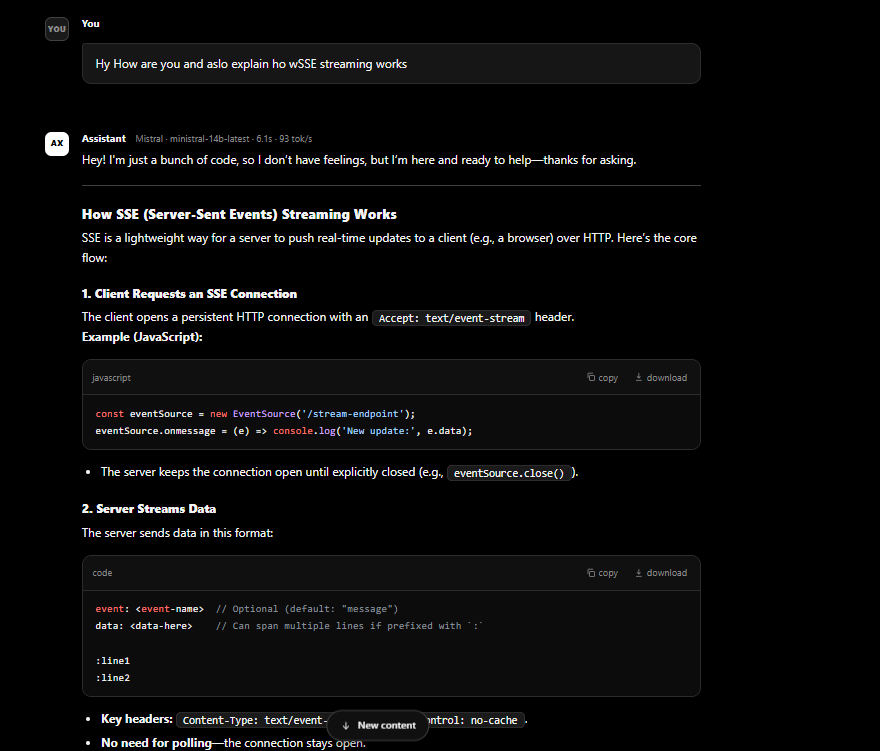 YOU
You
Hy How are you and aslo explain ho wSSE streaming works
AX
Assistant Mistral · ministral-14b-latest · 6.1s · 93 tok/s
Hey! I'm just a bunch of code, so I don't have feelings, but I'm here and ready to help—thanks for asking.
How SSE (Server-Sent Events) Streaming Works
SSE is a lightweight way for a server to push real-time updates to a client (e.g., a browser) over HTTP. Here's the core
flow:
1. Client Requests an SSE Connection
The client opens a persistent HTTP connection with an Accept: text/event-stream header.
Example (JavaScript):
javascript copy download
const eventSource = new EventSource('/stream-endpoint');
eventSource.onmessage = (e) => console.log('New update:', e.data);
• The server keeps the connection open until explicitly closed (e.g., eventSource.close() ).
2. Server Streams Data
The server sends data in this format:
code copy download
event: <event-name>  // Optional (default: "message")
data: <data-here>    // Can span multiple lines if prefixed with `:`
:line1
:line2
• Key headers: Content-Type: text/event- ntrol: no-cache .
↓ New content
• No need for polling—the connection stays open.